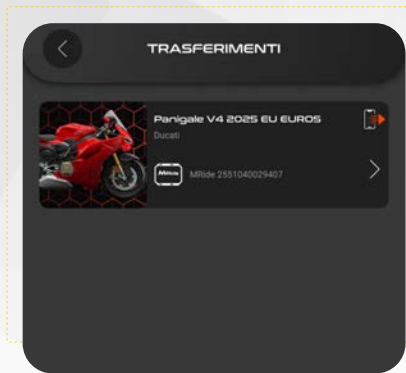 TRASFERIMENTI
Panigale V4 2025 EU EURO5
Ducati
MRide
MRide 2551040029407